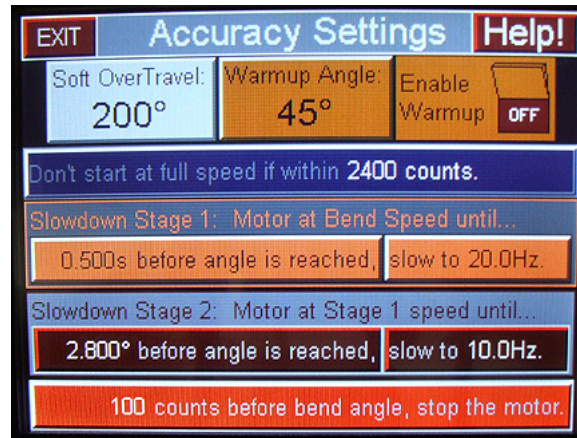 EXIT Accuracy Settings Help!
Soft OverTravel: Warmup Angle: Enable
200° 45° Warmup OFF
Don't start at full speed if within 2400 counts.
Slowdown Stage 1: Motor at Bend Speed until...
0.500s before angle is reached, slow to 20.0Hz.
Slowdown Stage 2: Motor at Stage 1 speed until...
2.800° before angle is reached, slow to 10.0Hz.
100 counts before bend angle, stop the motor.